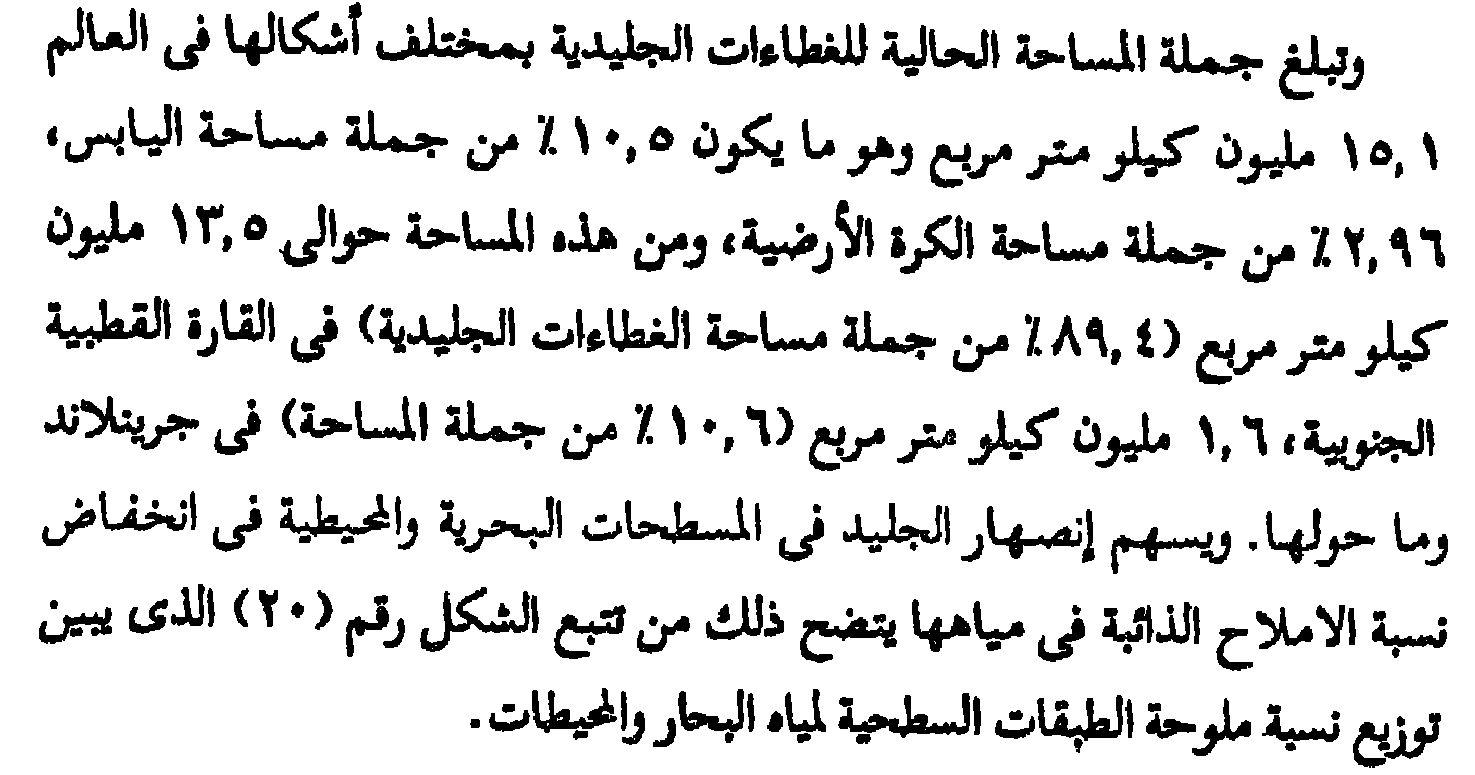 وتبلغ جملة المساحة الحالية للغطاءات الجليدية بمختلف أشكالها فى العالم
١٥,١ مليون كيلو متر مربع وهو ما يكون ١٠,٥ ٪ من جملة مساحة اليابس،
٢,٩٦ ٪ من جملة مساحة الكرة الأرضية، ومن هذه المساحة حوالى ١٣,٥ مليون
كيلو متر مربع (٨٩,٤ ٪ من جملة مساحة الغطاءات الجليدية) فى القارة القطبية
الجنوبية، ١,٦ مليون كيلو متر مربع (١٠,٦ ٪ من جملة المساحة) فى جرينلاند
وما حولها. ويسهم إنصهار الجليد فى المسطحات البحرية والمحيطية فى انخفاض
نسبة الاملاح الذائبة فى مياهها يتضح ذلك من تتبع الشكل رقم (٢٠) الذى يبين
توزيع نسبة ملوحة الطبقات السطحية لمياه البحار والمحيطات.